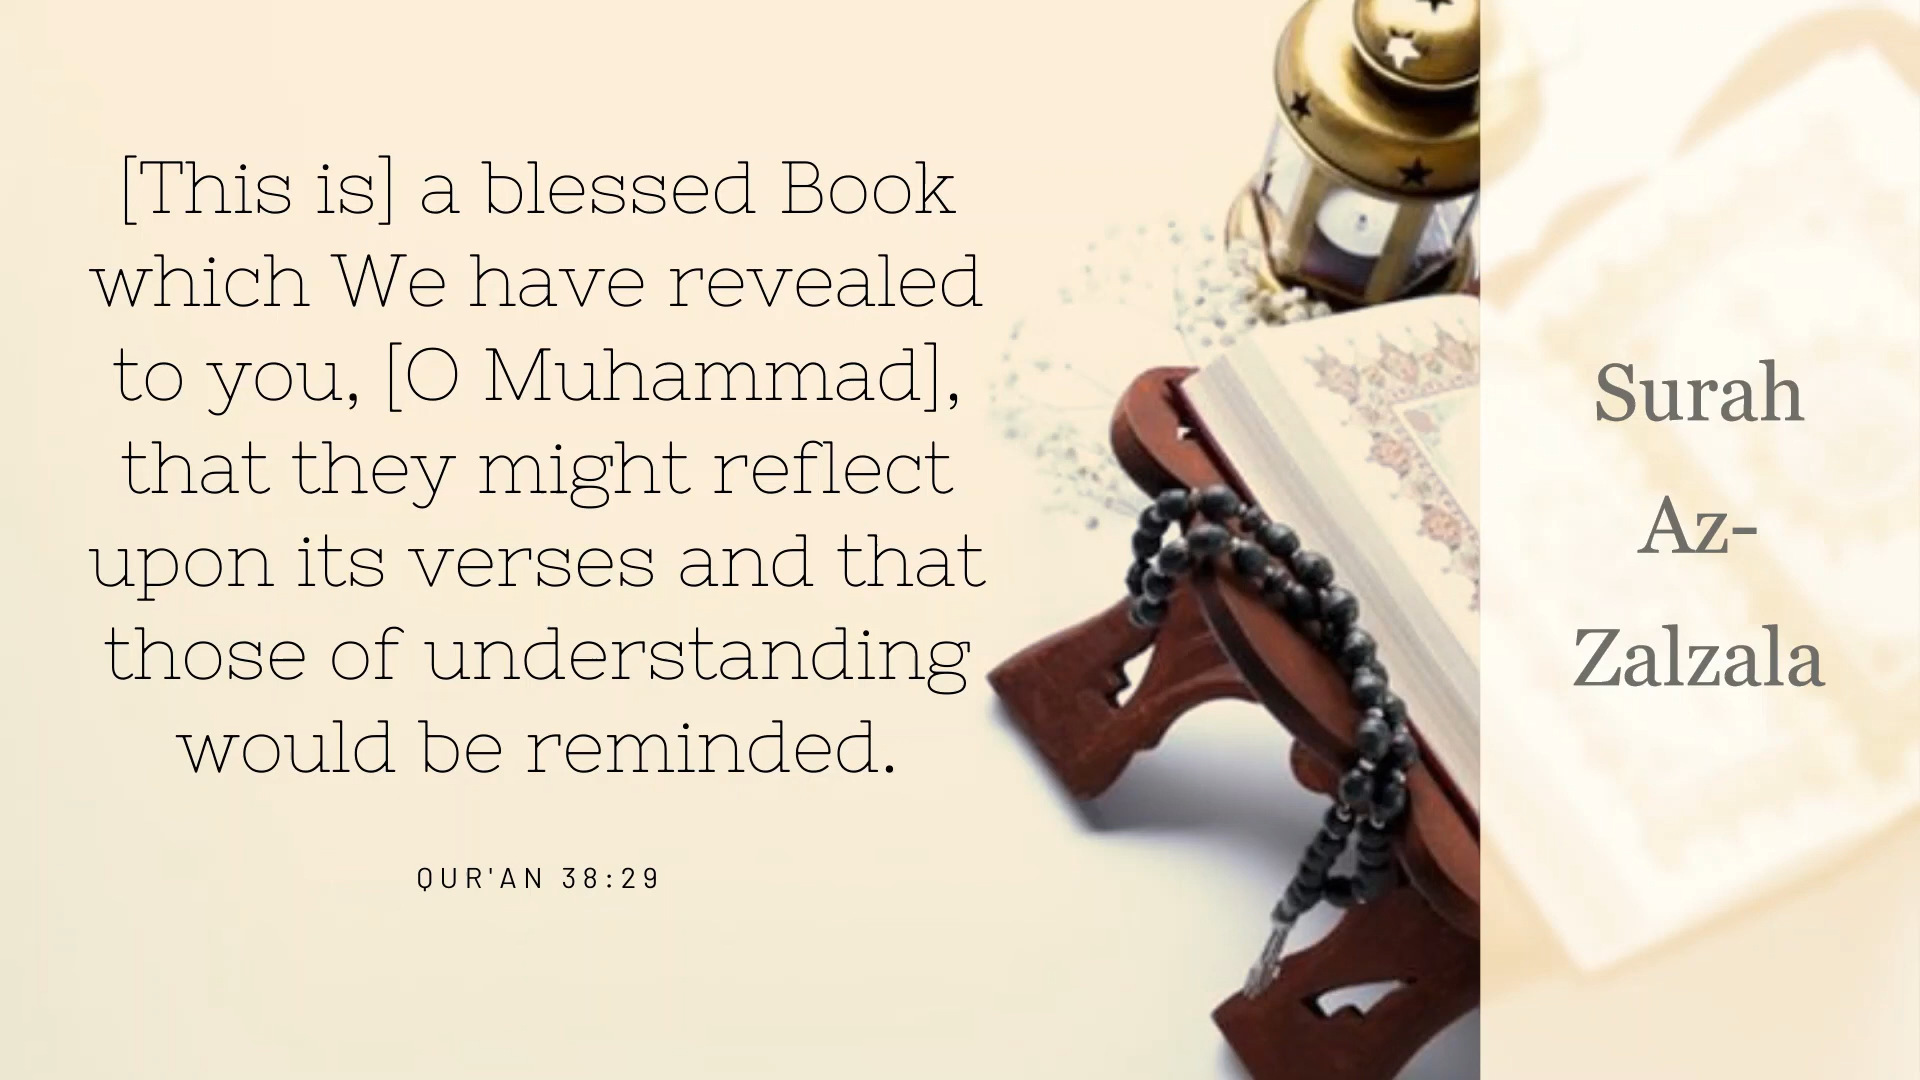 [This is] a blessed Book
which We have revealed
to you, [O Muhammad],
that they might reflect
upon its verses and that
those of understanding
would be reminded.
QUR'AN 38:29
Surah
Az-
Zalzala